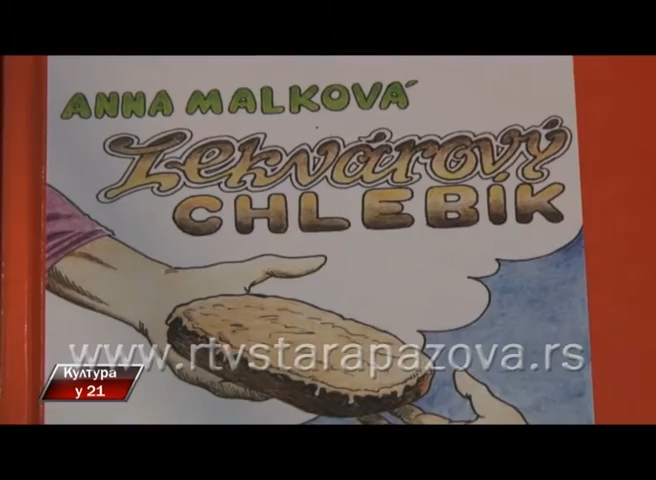 ANNA MALKOVÁ
Lekvárový
CHLEBÍK
www.rtvstarapazova.rs
Култура
у 21